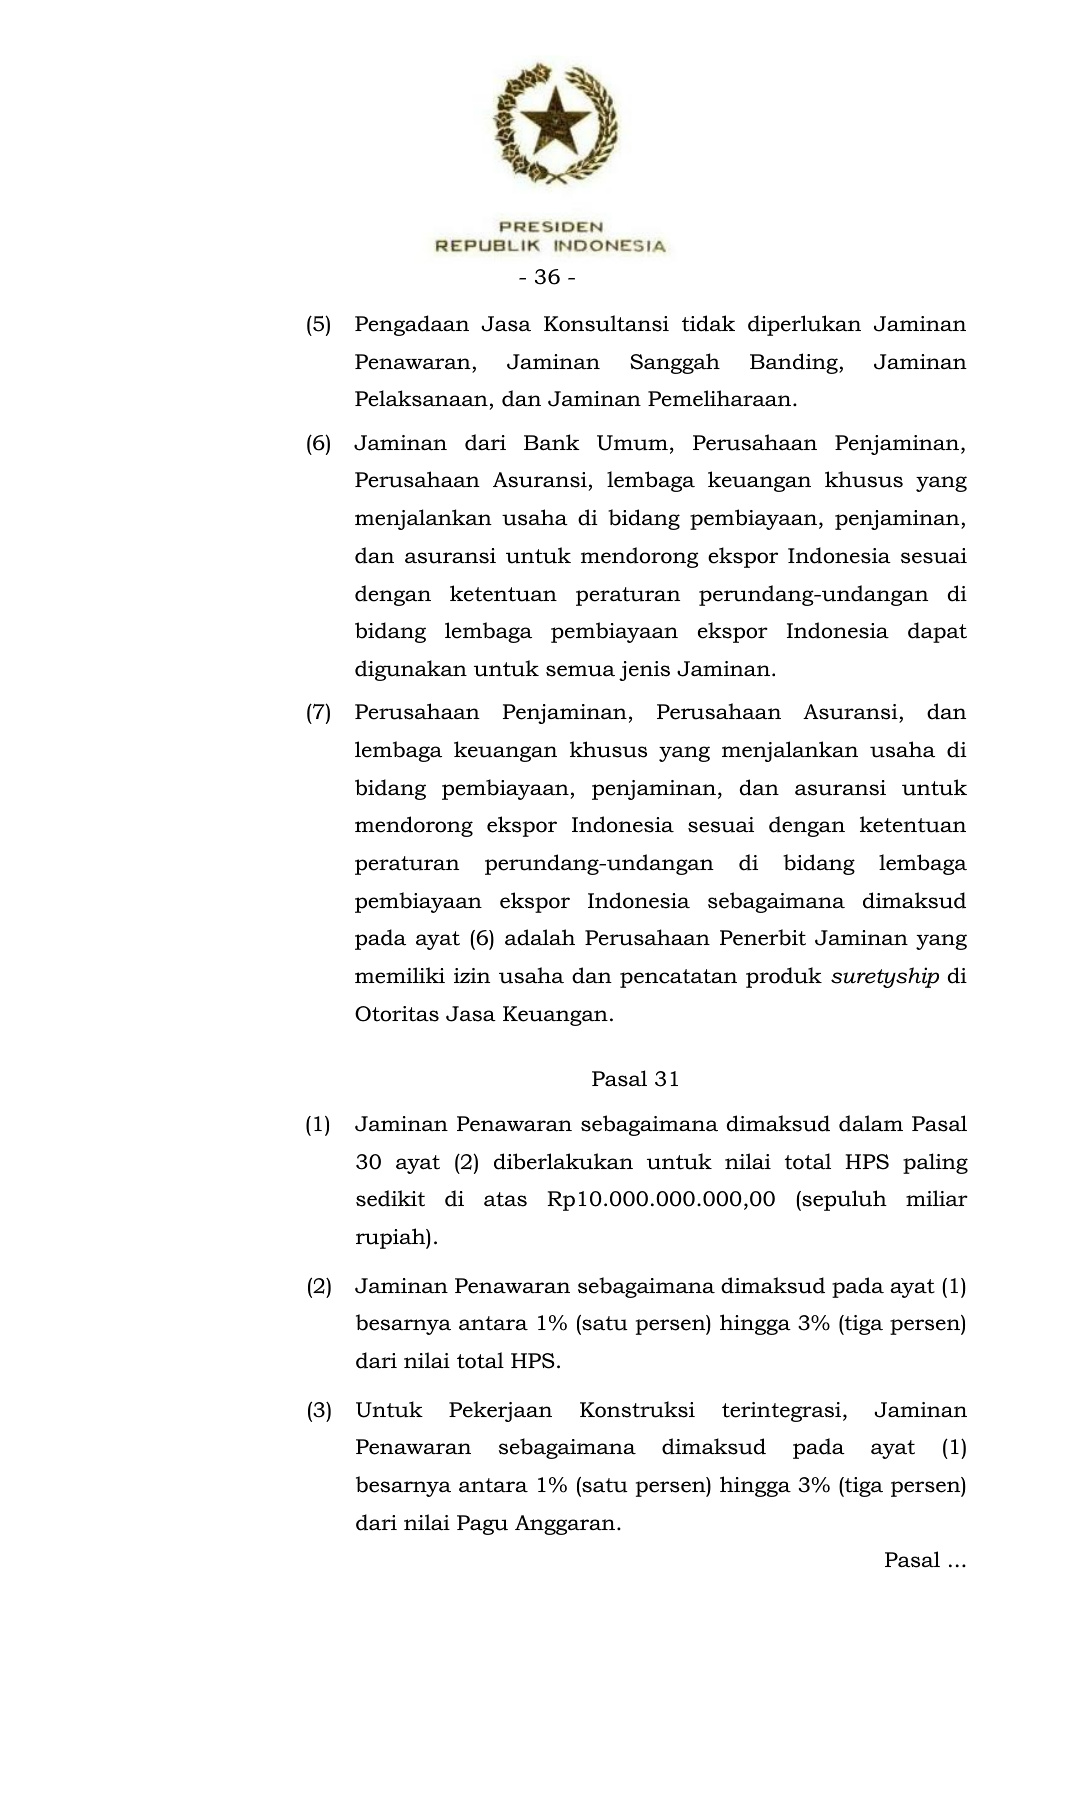 PRESIDEN
REPUBLIK INDONESIA
- 36 -
(5) Pengadaan Jasa Konsultansi tidak diperlukan Jaminan
Penawaran, Jaminan Sanggah Banding, Jaminan
Pelaksanaan, dan Jaminan Pemeliharaan.
(6) Jaminan dari Bank Umum, Perusahaan Penjaminan,
Perusahaan Asuransi, lembaga keuangan khusus yang
menjalankan usaha di bidang pembiayaan, penjaminan,
dan asuransi untuk mendorong ekspor Indonesia sesuai
dengan ketentuan peraturan perundang-undangan di
bidang lembaga pembiayaan ekspor Indonesia dapat
digunakan untuk semua jenis Jaminan.
(7) Perusahaan Penjaminan, Perusahaan Asuransi, dan
lembaga keuangan khusus yang menjalankan usaha di
bidang pembiayaan, penjaminan, dan asuransi untuk
mendorong ekspor Indonesia sesuai dengan ketentuan
peraturan perundang-undangan di bidang lembaga
pembiayaan ekspor Indonesia sebagaimana dimaksud
pada ayat (6) adalah Perusahaan Penerbit Jaminan yang
memiliki izin usaha dan pencatatan produk suretyship di
Otoritas Jasa Keuangan.
Pasal 31
(1) Jaminan Penawaran sebagaimana dimaksud dalam Pasal
30 ayat (2) diberlakukan untuk nilai total HPS paling
sedikit di atas Rp10.000.000.000,00 (sepuluh miliar
rupiah).
(2) Jaminan Penawaran sebagaimana dimaksud pada ayat (1)
besarnya antara 1% (satu persen) hingga 3% (tiga persen)
dari nilai total HPS.
(3) Untuk Pekerjaan Konstruksi terintegrasi, Jaminan
Penawaran sebagaimana dimaksud pada ayat (1)
besarnya antara 1% (satu persen) hingga 3% (tiga persen)
dari nilai Pagu Anggaran.
Pasal ...